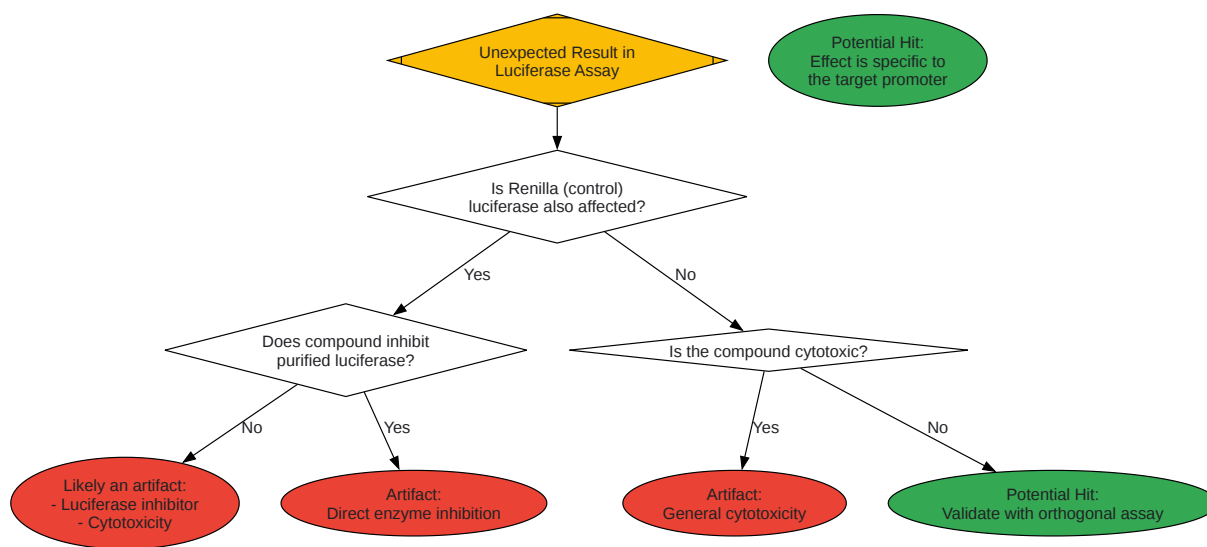 Unexpected Result in
Luciferase Assay
Potential Hit:
Effect is specific to
the target promoter
Is Renilla (control)
luciferase also affected?
Yes
No
Does compound inhibit
purified luciferase?
Is the compound cytotoxic?
No
Yes
Yes
No
Likely an artifact:
- Luciferase inhibitor
- Cytotoxicity
Artifact:
Direct enzyme inhibition
Artifact:
General cytotoxicity
Potential Hit:
Validate with orthogonal assay